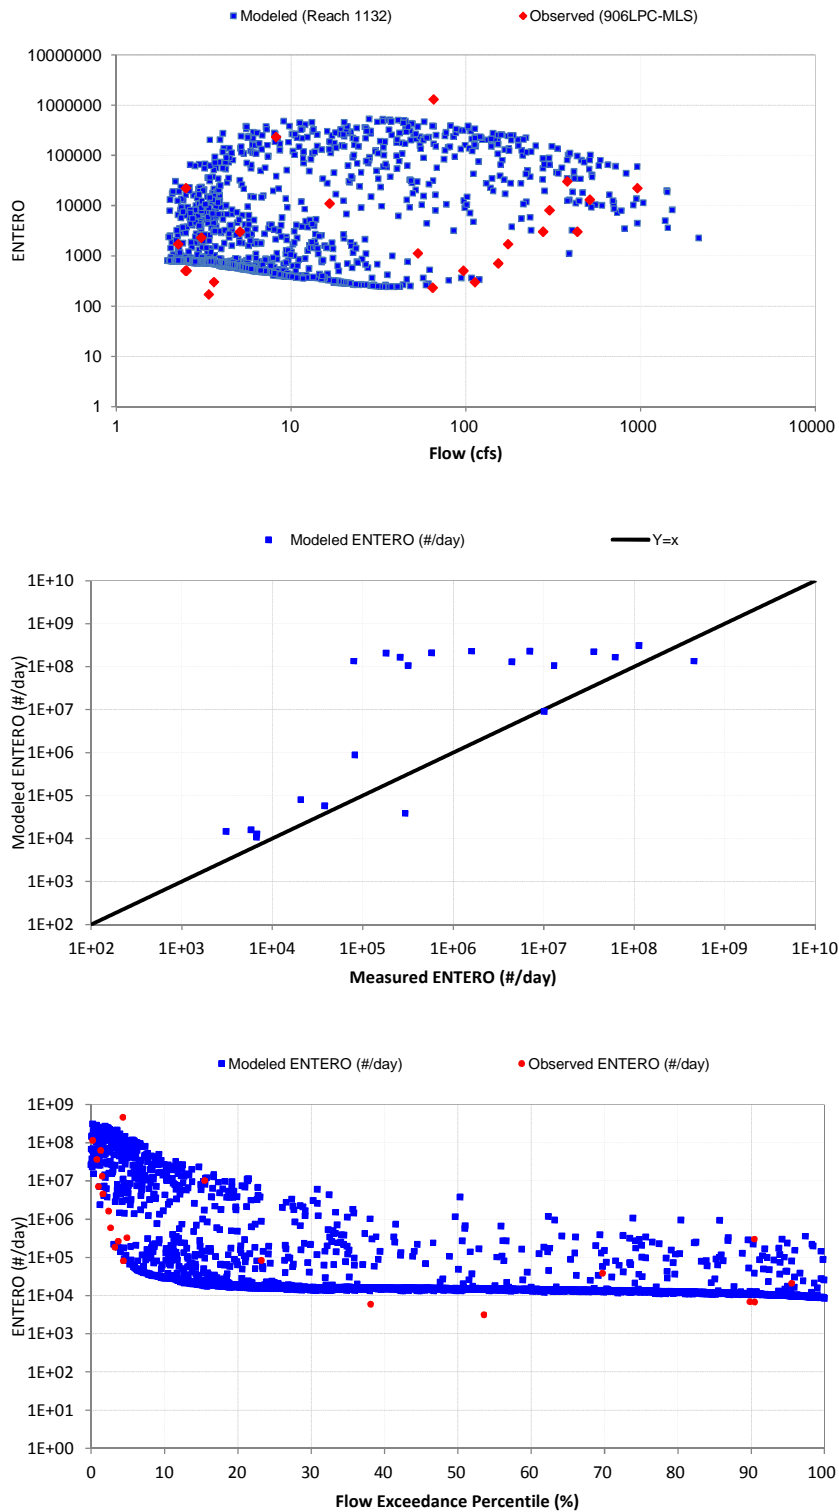 Modeled (Reach 1132) Observed (906LPC-MLS)
10000000
1000000
100000
10000
1000
100
10
1
ENTERO
1 10 100 1000 10000
Flow (cfs)
Modeled ENTERO (#/day) Y=x
1E+10
1E+09
1E+08
1E+07
1E+06
1E+05
1E+04
1E+03
1E+02
Modeled ENTERO (#/day)
1E+02 1E+03 1E+04 1E+05 1E+06 1E+07 1E+08 1E+09 1E+10
Measured ENTERO (#/day)
Modeled ENTERO (#/day) Observed ENTERO (#/day)
1E+09
1E+08
1E+07
1E+06
1E+05
1E+04
1E+03
1E+02
1E+01
1E+00
ENTERO (#/day)
0 10 20 30 40 50 60 70 80 90 100
Flow Exceedance Percentile (%)